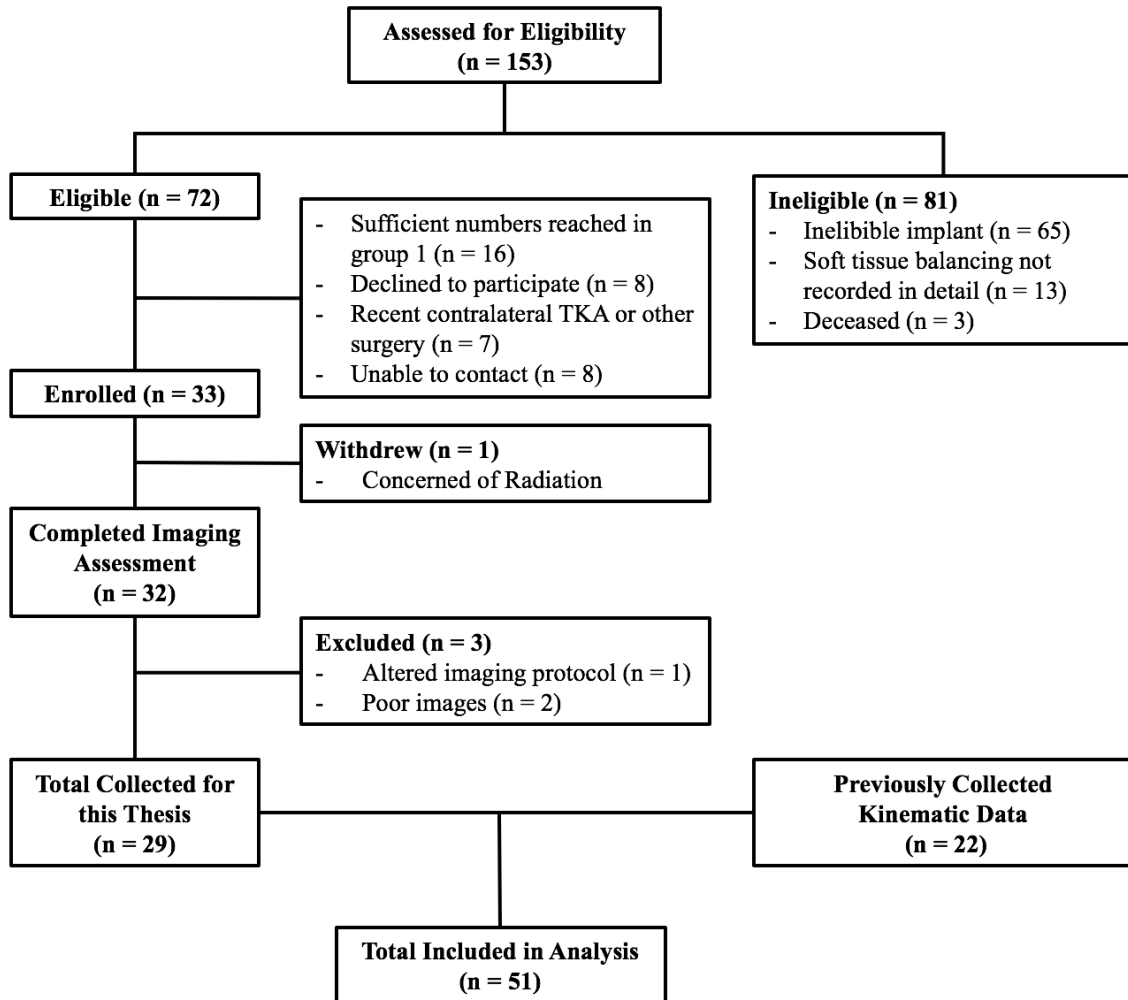 Assessed for Eligibility
(n = 153)
Eligible (n = 72)
- Sufficient numbers reached in
group 1 (n = 16)
- Declined to participate (n = 8)
- Recent contralateral TKA or other
surgery (n = 7)
- Unable to contact (n = 8)
Ineligible (n = 81)
- Inelibible implant (n = 65)
- Soft tissue balancing not
recorded in detail (n = 13)
- Deceased (n = 3)
Enrolled (n = 33)
Withdrew (n = 1)
- Concerned of Radiation
Completed Imaging
Assessment
(n = 32)
Excluded (n = 3)
- Altered imaging protocol (n = 1)
- Poor images (n = 2)
Total Collected for
this Thesis
(n = 29)
Previously Collected
Kinematic Data
(n = 22)
Total Included in Analysis
(n = 51)